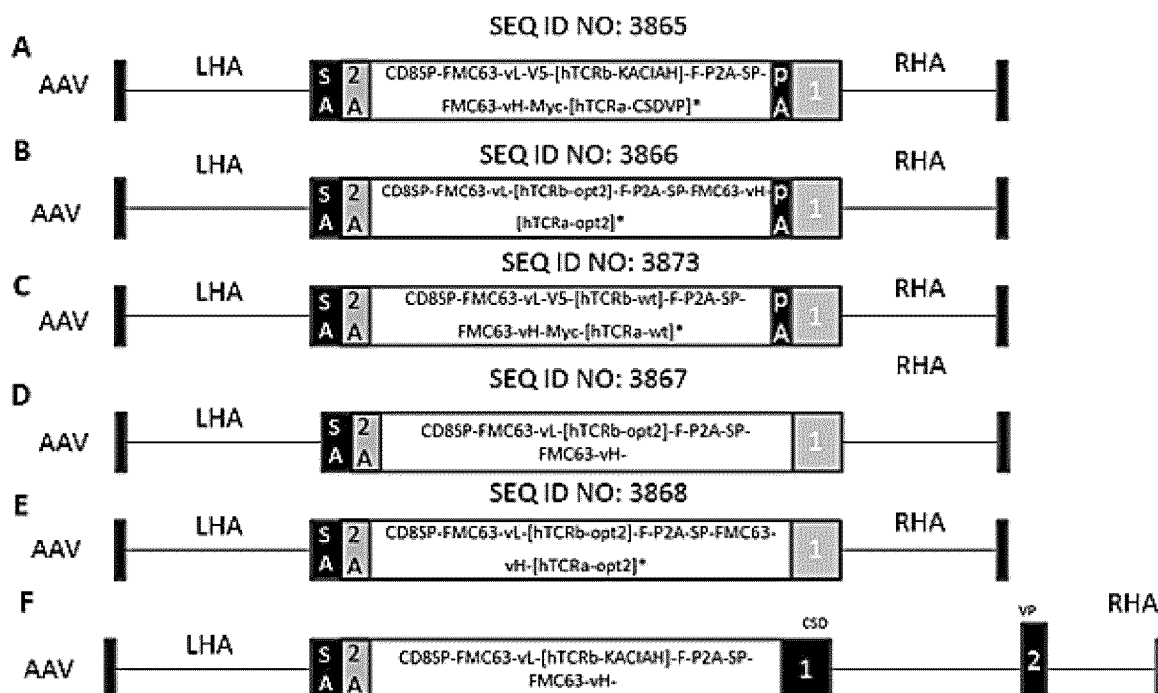 SEQ ID NO: 3865
A
AAV
LHA
S A
2 A
CD8SP-FMC63-vL-V5-[hTCRb-KACIAH]-F-P2A-SP-
FMC63-vH-Myc-[hTCRa-CSDVP]*
P A
1
RHA
SEQ ID NO: 3866
B
AAV
LHA
S A
2 A
CD8SP-FMC63-vL-[hTCRb-opt2]-F-P2A-SP-FMC63-vH-
[hTCRa-opt2]*
P A
1
RHA
SEQ ID NO: 3873
C
AAV
LHA
S A
2 A
CD8SP-FMC63-vL-V5-[hTCRb-wt]-F-P2A-SP-
FMC63-vH-Myc-[hTCRa-wt]*
P A
1
RHA
SEQ ID NO: 3867
RHA
D
AAV
LHA
S A
2 A
CD8SP-FMC63-vL-[hTCRb-opt2]-F-P2A-SP-
FMC63-vH-
1
SEQ ID NO: 3868
E
AAV
LHA
S A
2 A
CD8SP-FMC63-vL-[hTCRb-opt2]-F-P2A-SP-FMC63-
vH-[hTCRa-opt2]*
1
RHA
F
AAV
LHA
S A
2 A
CD8SP-FMC63-vL-[hTCRb-KACIAH]-F-P2A-SP-
FMC63-vH-
CSD
1
VP
2
RHA